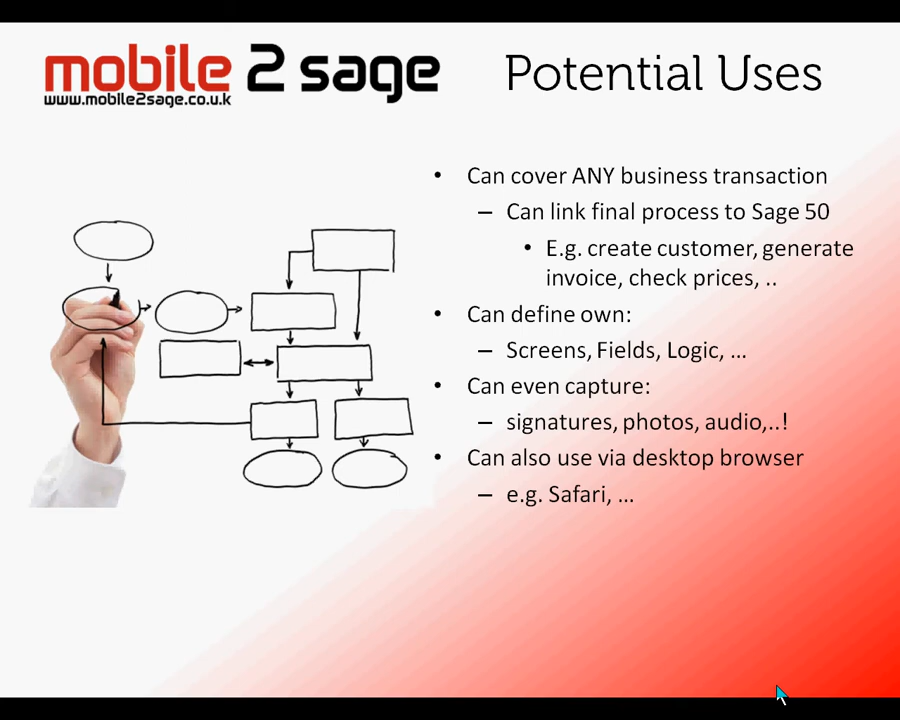 mobile 2 sage
www.mobile2sage.co.uk
Potential Uses
• Can cover ANY business transaction
– Can link final process to Sage 50
• E.g. create customer, generate
invoice, check prices, ..
• Can define own:
– Screens, Fields, Logic, …
• Can even capture:
– signatures, photos, audio,..!
• Can also use via desktop browser
– e.g. Safari, …